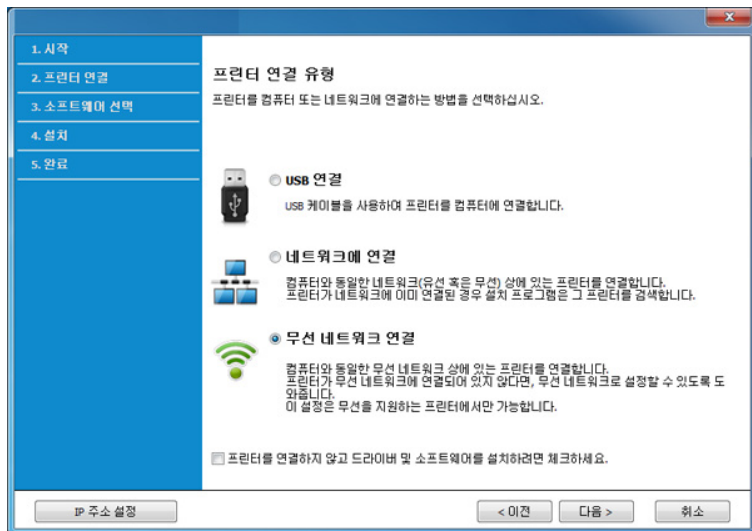 1. 시작
2. 프린터 연결
3. 소프트웨어 선택
4. 설치
5. 완료
프린터 연결 유형
프린터를 컴퓨터 또는 네트워크에 연결하는 방법을 선택하십시오.
USB 연결
USB 케이블을 사용하여 프린터를 컴퓨터에 연결합니다.
네트워크에 연결
컴퓨터와 동일한 네트워크(유선 혹은 무선) 상에 있는 프린터를 연결합니다.
프린터가 네트워크에 이미 연결된 경우 설치 프로그램은 그 프린터를 검색합니다.
무선 네트워크 연결
컴퓨터와 동일한 무선 네트워크 상에 있는 프린터를 연결합니다.
프린터가 무선 네트워크에 연결되어 있지 않다면, 무선 네트워크로 설정할 수 있도록 도
와줍니다.
이 설정은 무선을 지원하는 프린터에서만 가능합니다.
프린터를 연결하지 않고 드라이버 및 소프트웨어를 설치하려면 체크하세요.
IP 주소 설정
< 이전
다음 >
취소